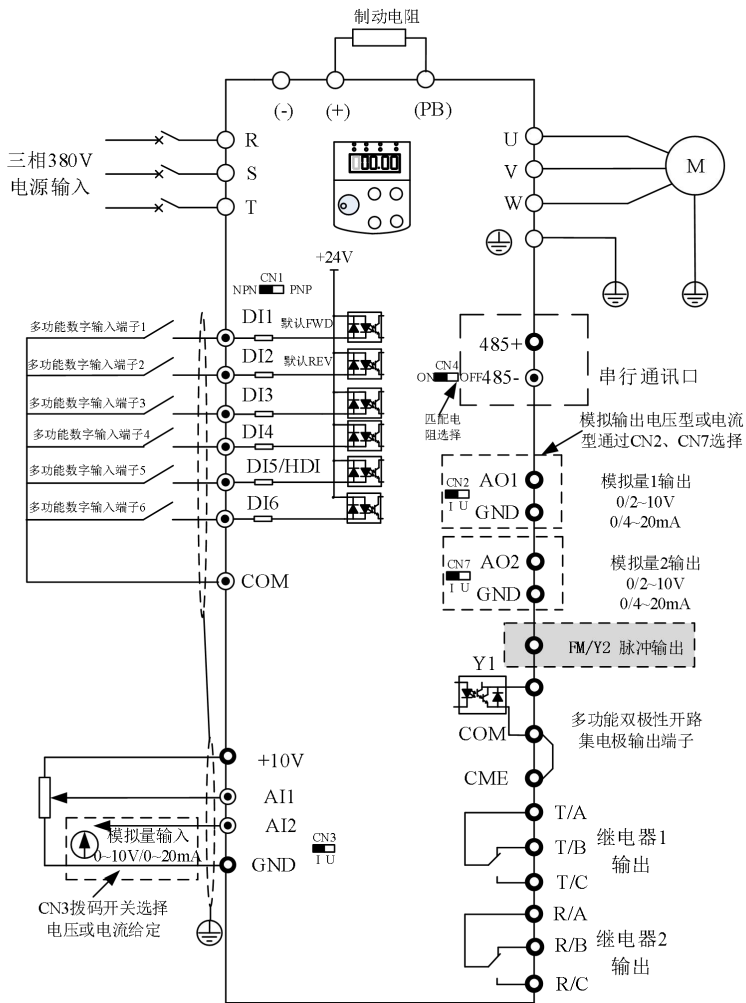 制动电阻
(-)
(+)
(PB)
三相380V
电源输入
R
S
T
00.00
U
V
W
M
+24V
CN1
NPN
PNP
多功能数字输入端子1
DI1
默认FWD
多功能数字输入端子2
DI2
默认REV
多功能数字输入端子3
DI3
多功能数字输入端子4
DI4
多功能数字输入端子5
DI5/HDI
多功能数字输入端子6
DI6
COM
485+
CN4
ON
OFF
485-
串行通讯口
匹配电
阻选择
模拟输出电压型或电流
型通过CN2、CN7选择
CN2
I U
AO1
GND
模拟量1输出
0/2~10V
0/4~20mA
CN7
I U
AO2
GND
模拟量2输出
0/2~10V
0/4~20mA
FM/Y2 脉冲输出
Y1
COM
CME
多功能双极性开路
集电极输出端子
+10V
AI1
AI2
GND
CN3
I U
模拟量输入
0~10V/0~20mA
CN3拨码开关选择
电压或电流给定
T/A
T/B
T/C
继电器1
输出
R/A
R/B
R/C
继电器2
输出